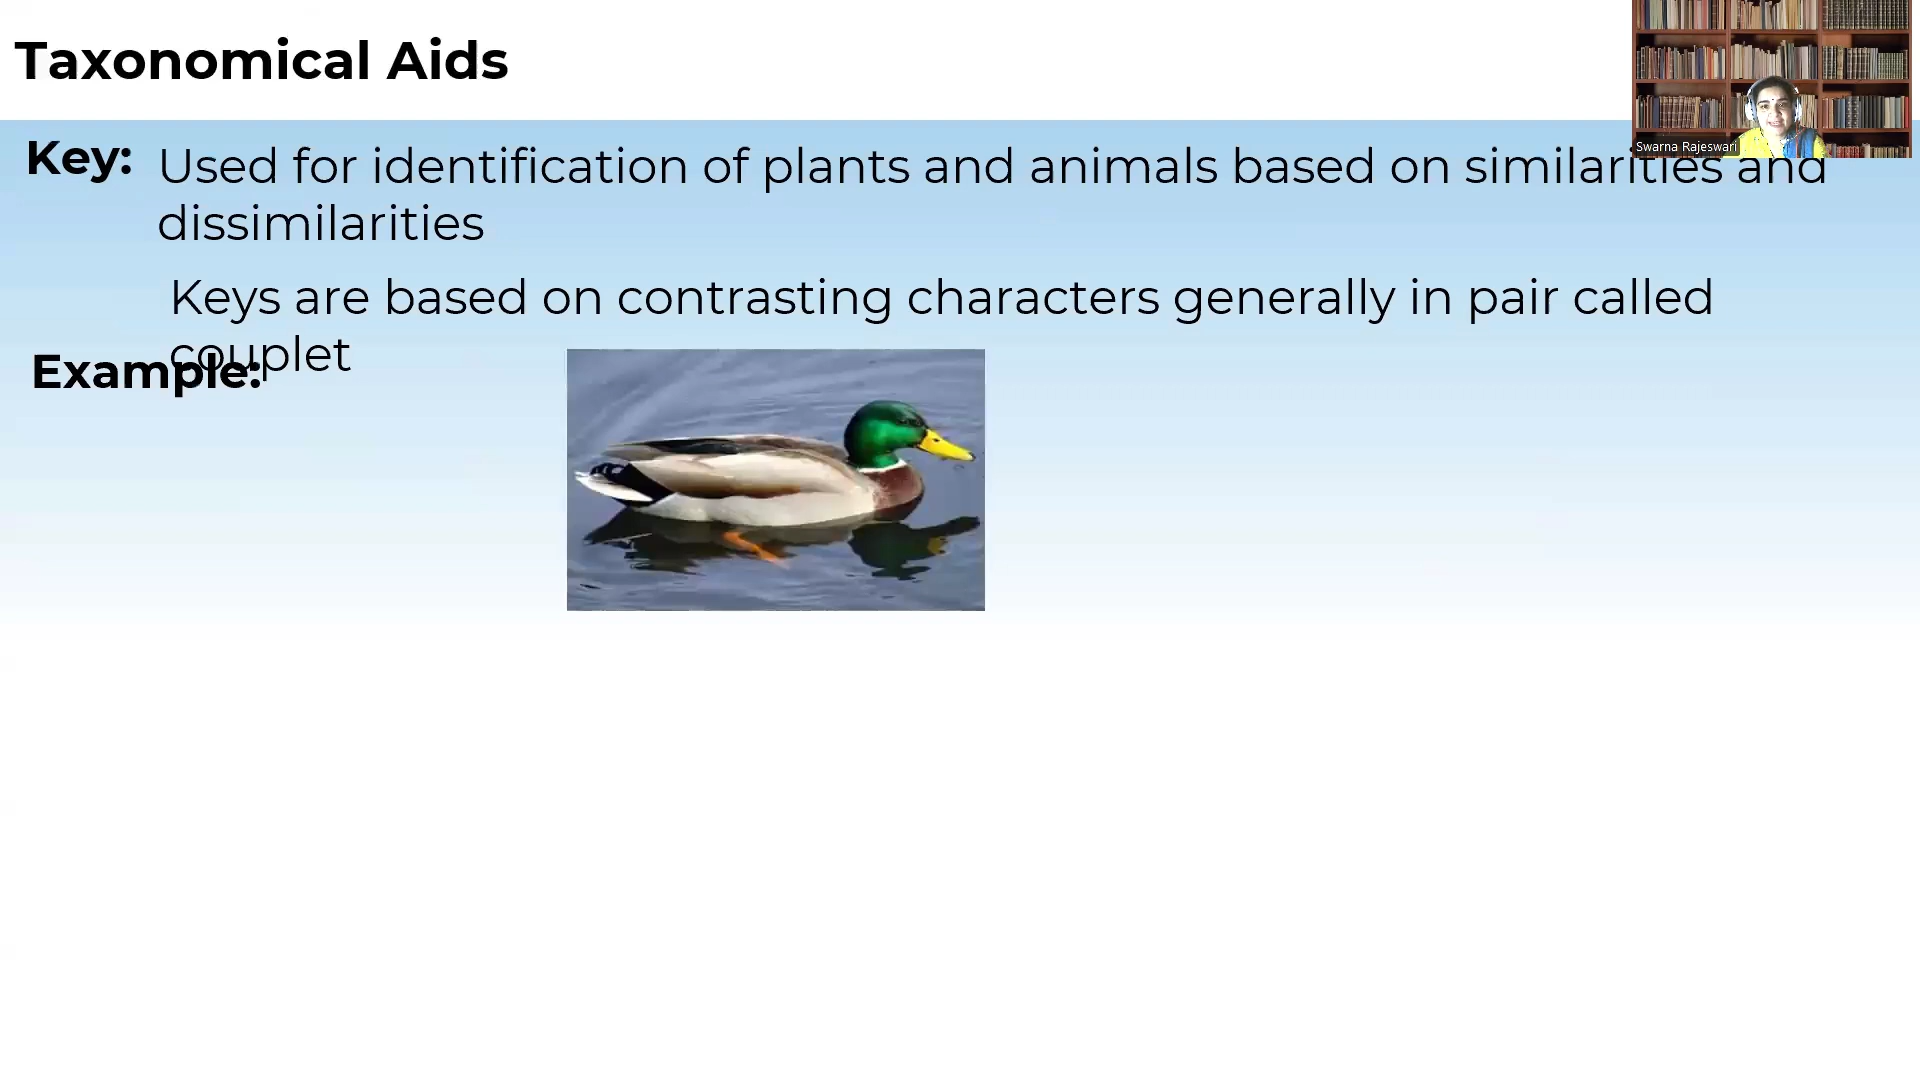 Taxonomical Aids
Swarna Rajeswari
Key:
Used for identification of plants and animals based on similarities and
dissimilarities
Keys are based on contrasting characters generally in pair called
couplet
Example: